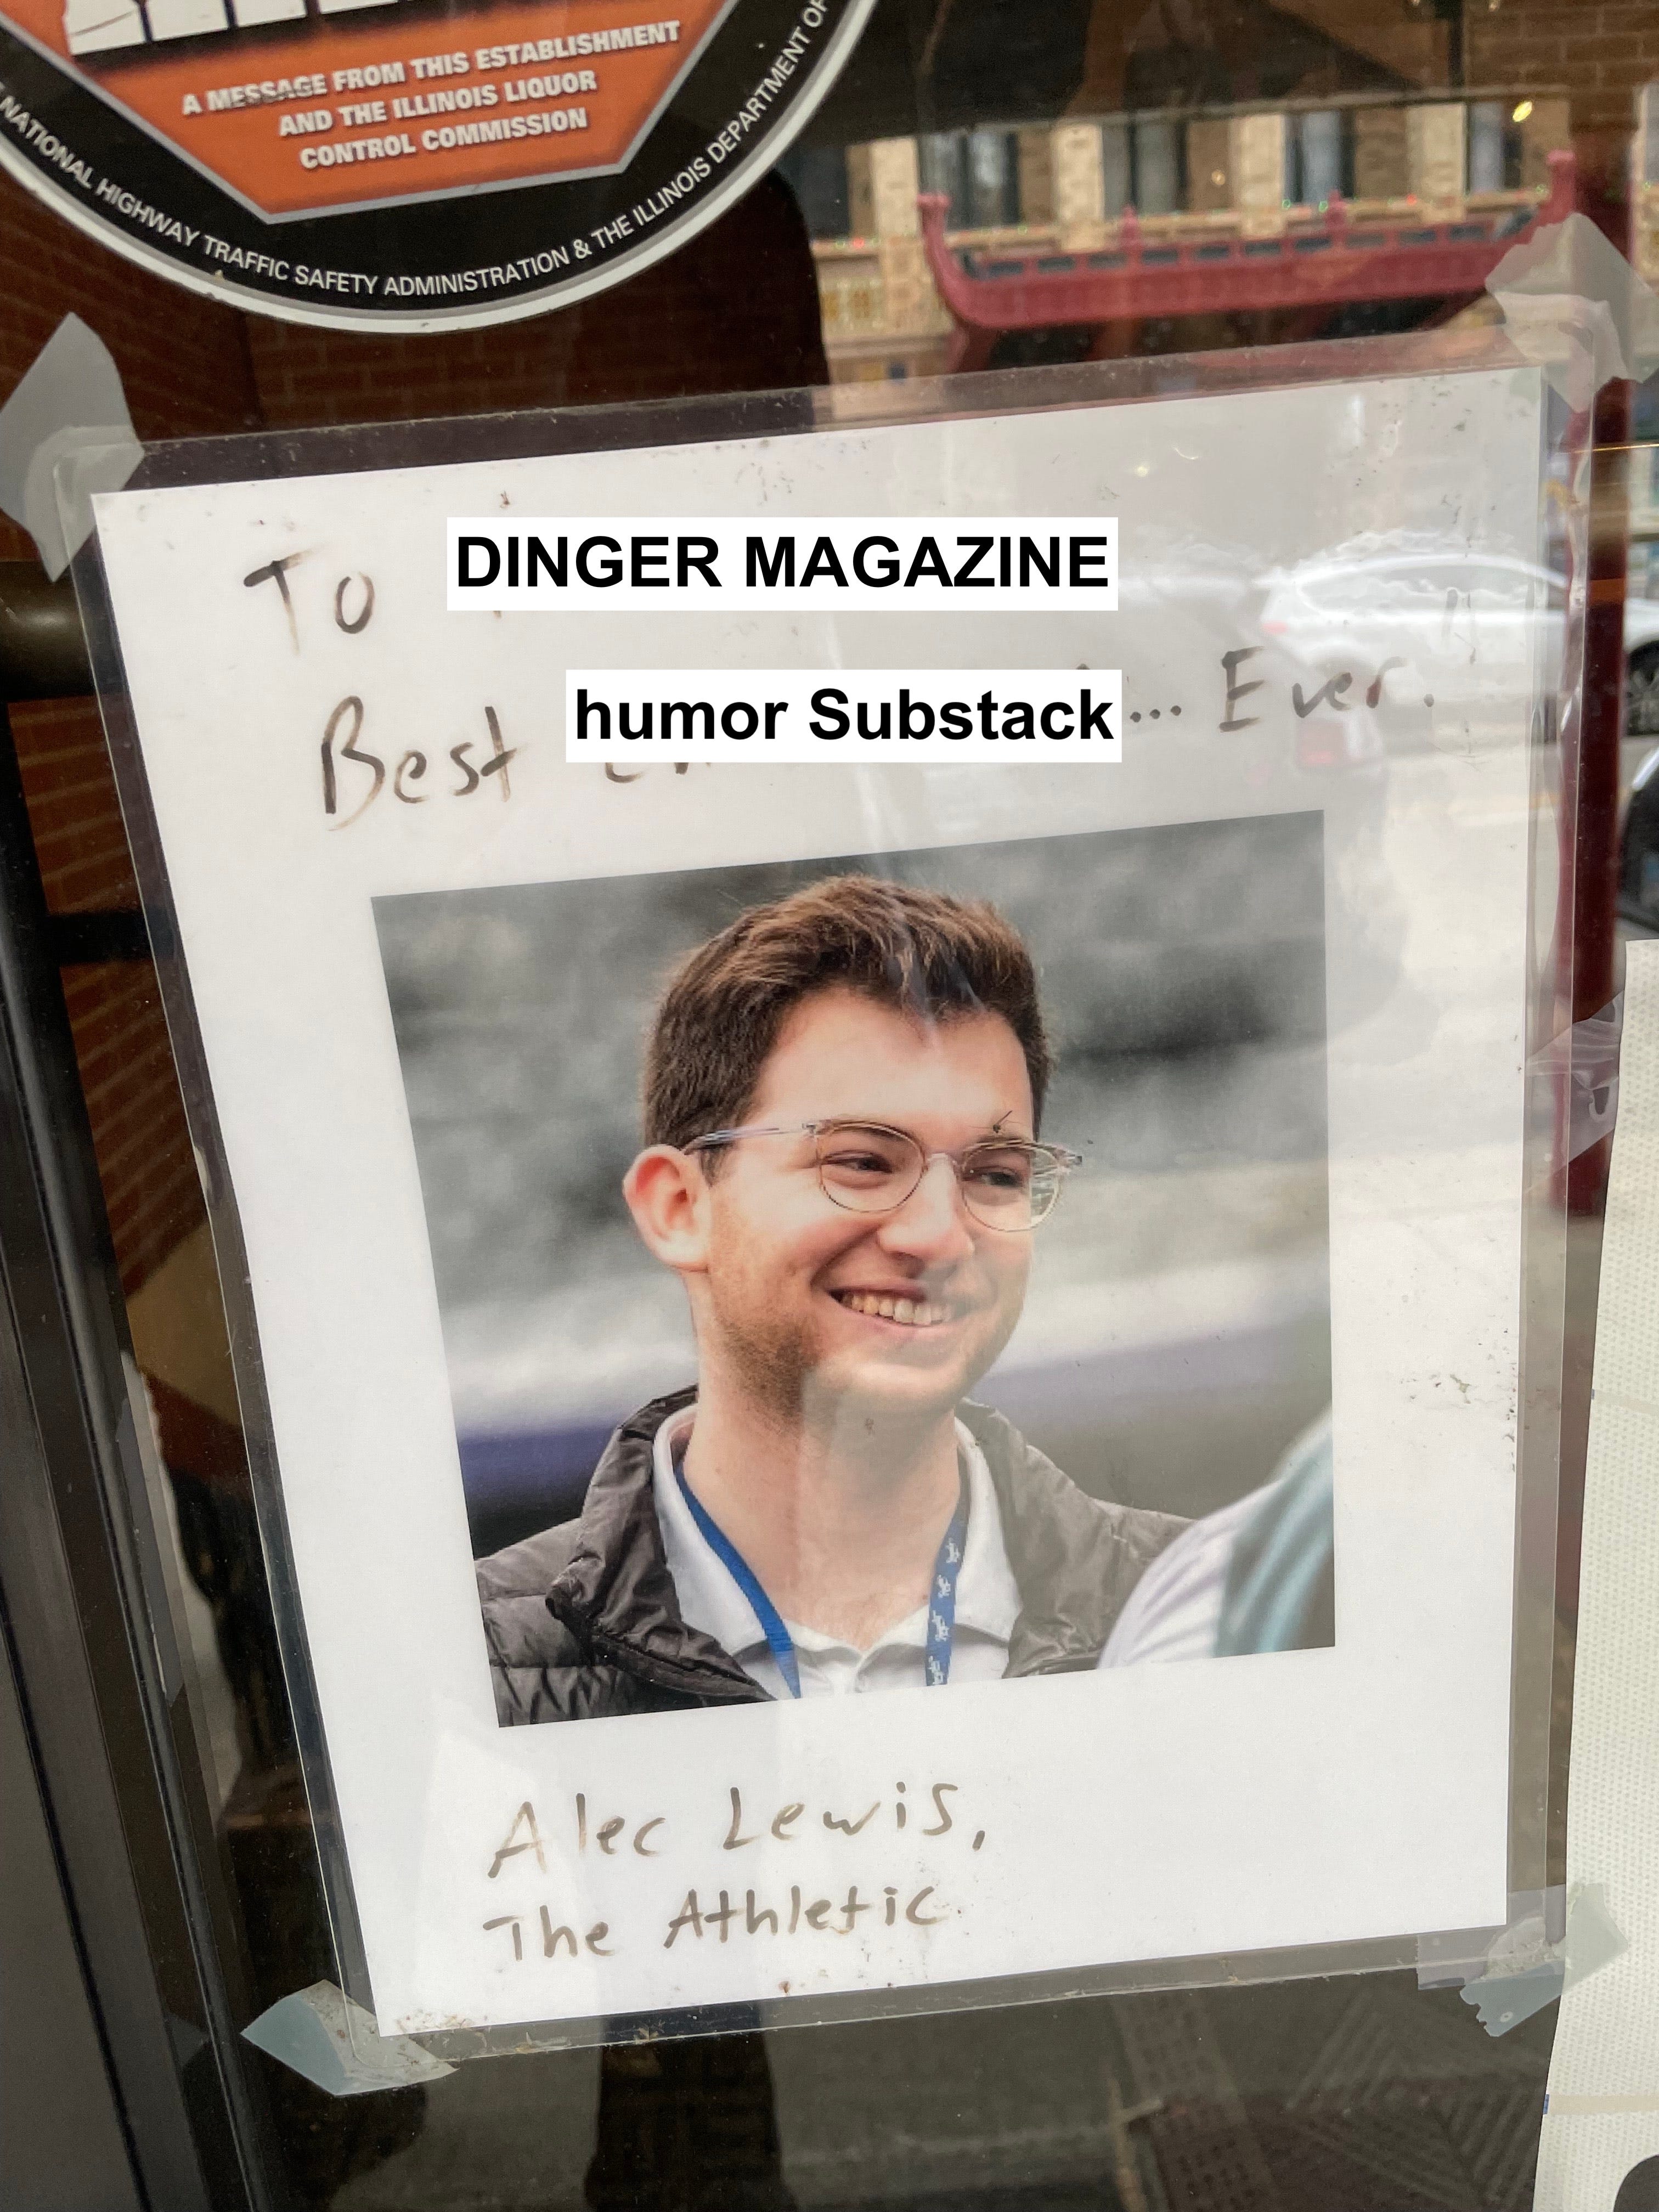 A MESSAGE FROM THIS ESTABLISHMENT
AND THE ILLINOIS LIQUOR
CONTROL COMMISSION
NATIONAL HIGHWAY TRAFFIC SAFETY ADMINISTRATION & THE ILLINOIS DEPARTMENT OF
To DINGER MAGAZINE
Best humor Substack... Ever.
Alec Lewis,
The Athletic